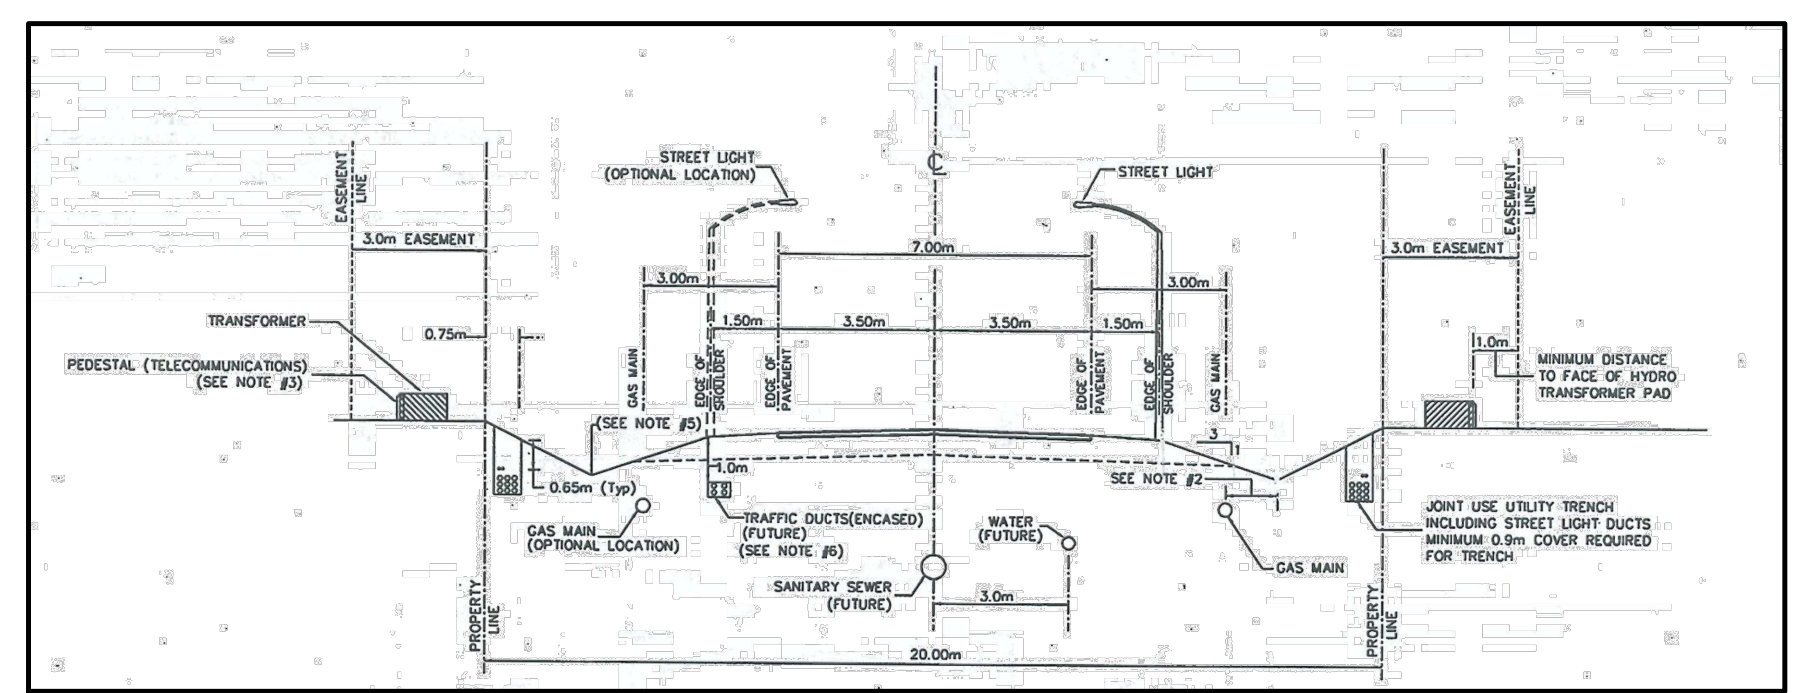 STREET LIGHT
(OPTIONAL LOCATION)
℄
STREET LIGHT
EASEMENT
LINE
EASEMENT
LINE
3.0m EASEMENT
7.00m
3.0m EASEMENT
3.00m
3.00m
TRANSFORMER
0.75m
1.50m
3.50m
3.50m
1.50m
1.0m
PEDESTAL (TELECOMMUNICATIONS)
(SEE NOTE #3)
GAS MAIN
EDGE OF
SHOULDER
EDGE OF
PAVEMENT
EDGE OF
PAVEMENT
EDGE OF
SHOULDER
GAS MAIN
MINIMUM DISTANCE
TO FACE OF HYDRO
TRANSFORMER PAD
(SEE NOTE #5)
3
1
1.0m
SEE NOTE #2
0.65m (Typ)
GAS MAIN
(OPTIONAL LOCATION)
TRAFFIC DUCTS(ENCASED)
(FUTURE)
(SEE NOTE #6)
WATER
(FUTURE)
JOINT USE UTILITY TRENCH
INCLUDING STREET LIGHT DUCTS
MINIMUM 0.9m COVER REQUIRED
FOR TRENCH
GAS MAIN
SANITARY SEWER
(FUTURE)
3.0m
PROPERTY
LINE
PROPERTY
LINE
20.00m